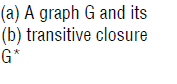 (a) A graph G and its
(b) transitive closure
G*